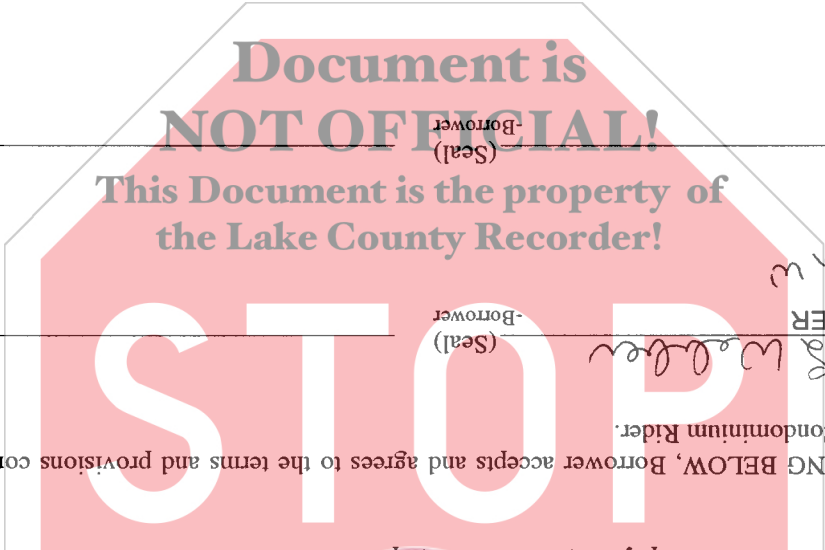 Document is
NOT OFFICIAL!
This Document is the property of
the Lake County Recorder!
STOP
NG BELOW, Borrower accepts and agrees to the terms and provisions co
ondominium Rider.
(Seal)
ER -Borrower
(Seal)
-Borrower